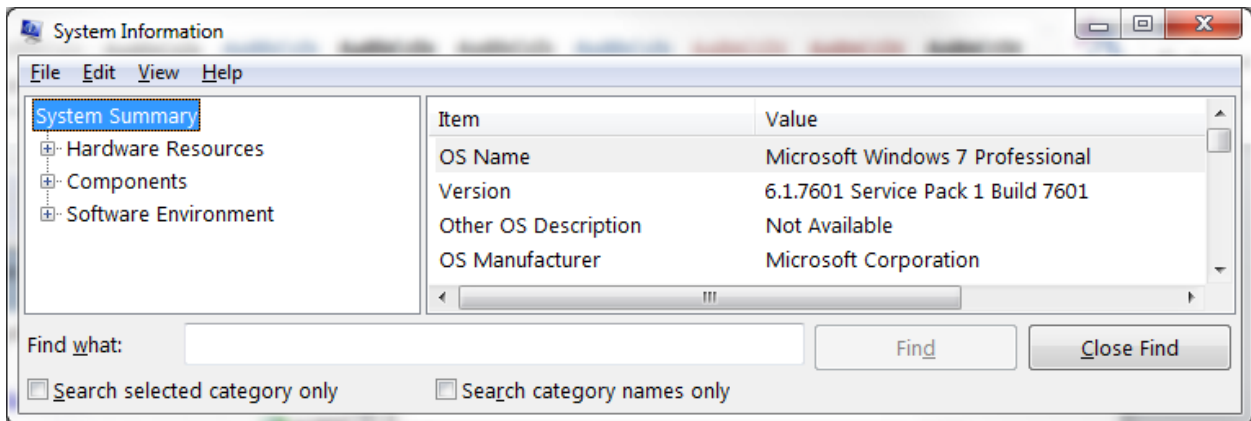 System Information
File Edit View Help
System Summary
Hardware Resources
Components
Software Environment
Item Value
OS Name Microsoft Windows 7 Professional
Version 6.1.7601 Service Pack 1 Build 7601
Other OS Description Not Available
OS Manufacturer Microsoft Corporation
Find what: Find Close Find
Search selected category only Search category names only